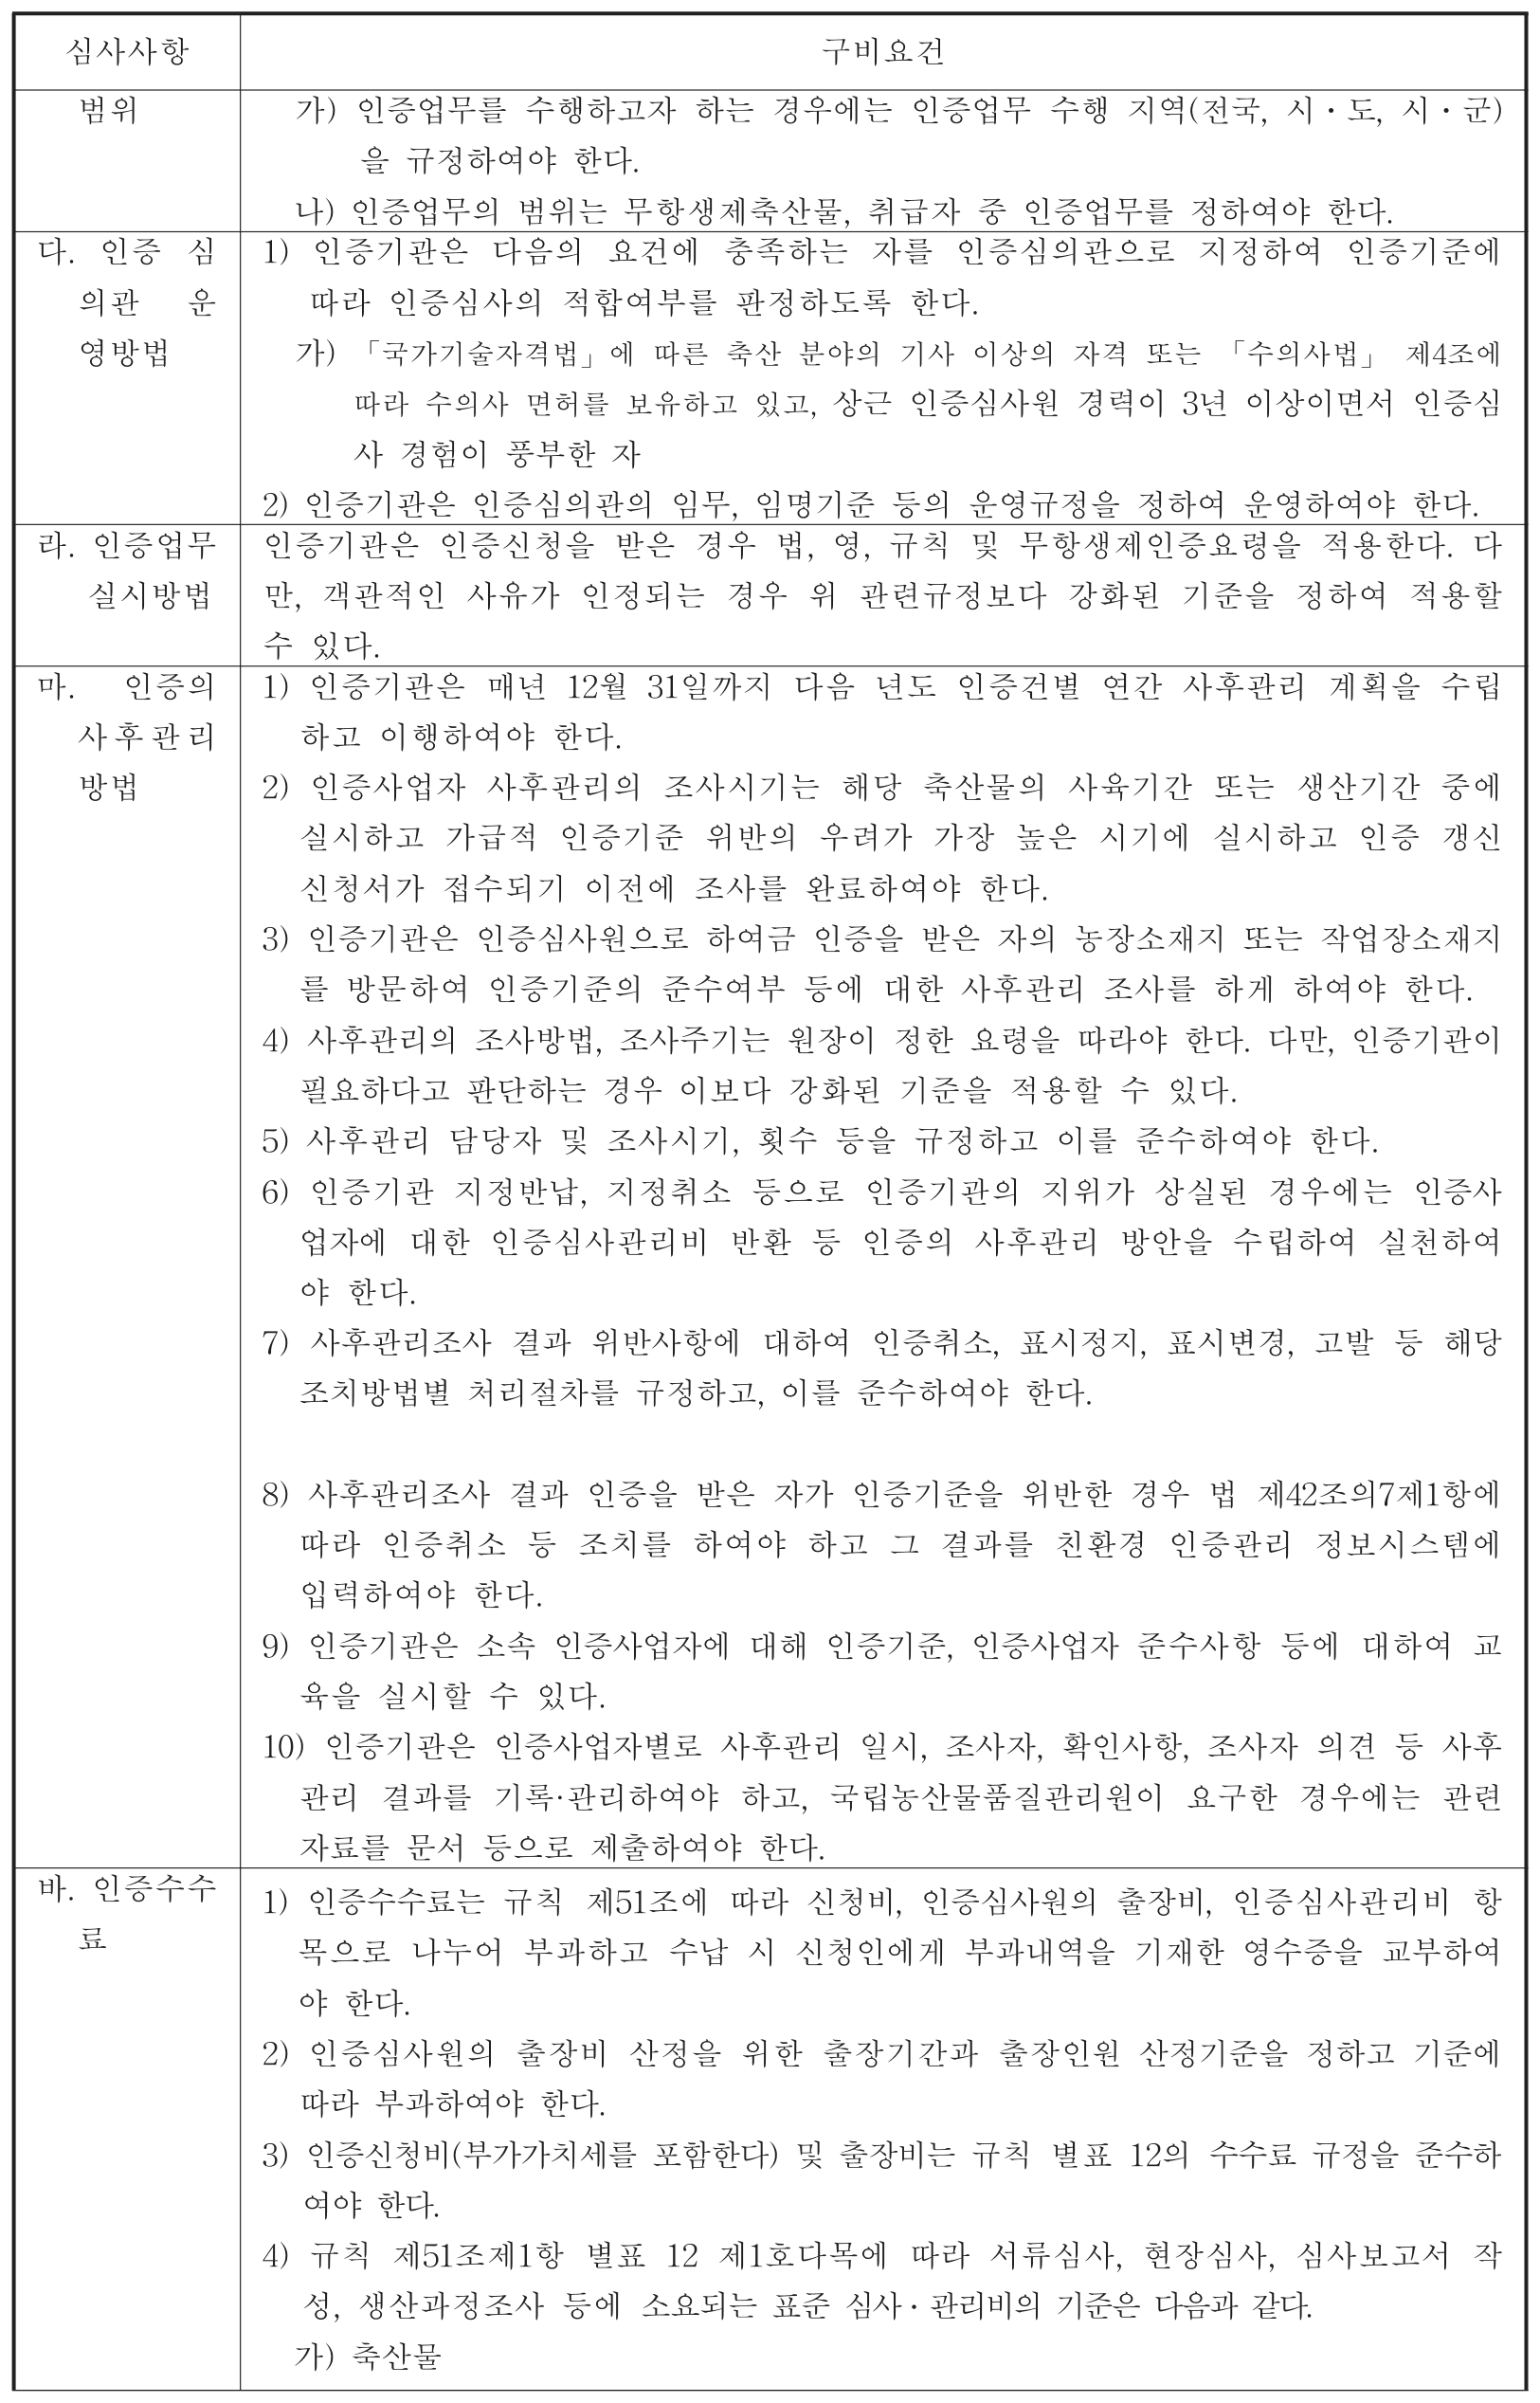 심사사항
구비요건
범위
가) 인증업무를 수행하고자 하는 경우에는 인증업무 수행 지역(전국, 시·도, 시·군)
을 규정하여야 한다.
나) 인증업무의 범위는 무항생제축산물, 취급자 중 인증업무를 정하여야 한다.
다. 인증 심
의관 운
영방법
1) 인증기관은 다음의 요건에 충족하는 자를 인증심의관으로 지정하여 인증기준에
따라 인증심사의 적합여부를 판정하도록 한다.
가) 「국가기술자격법」에 따른 축산 분야의 기사 이상의 자격 또는 「수의사법」 제4조에
따라 수의사 면허를 보유하고 있고, 상근 인증심사원 경력이 3년 이상이면서 인증심
사 경험이 풍부한 자
2) 인증기관은 인증심의관의 임무, 임명기준 등의 운영규정을 정하여 운영하여야 한다.
라. 인증업무
실시방법
인증기관은 인증신청을 받은 경우 법, 영, 규칙 및 무항생제인증요령을 적용한다. 다
만, 객관적인 사유가 인정되는 경우 위 관련규정보다 강화된 기준을 정하여 적용할
수 있다.
마. 인증의
사후관리
방법
1) 인증기관은 매년 12월 31일까지 다음 년도 인증건별 연간 사후관리 계획을 수립
하고 이행하여야 한다.
2) 인증사업자 사후관리의 조사시기는 해당 축산물의 사육기간 또는 생산기간 중에
실시하고 가급적 인증기준 위반의 우려가 가장 높은 시기에 실시하고 인증 갱신
신청서가 접수되기 이전에 조사를 완료하여야 한다.
3) 인증기관은 인증심사원으로 하여금 인증을 받은 자의 농장소재지 또는 작업장소재지
를 방문하여 인증기준의 준수여부 등에 대한 사후관리 조사를 하게 하여야 한다.
4) 사후관리의 조사방법, 조사주기는 원장이 정한 요령을 따라야 한다. 다만, 인증기관이
필요하다고 판단하는 경우 이보다 강화된 기준을 적용할 수 있다.
5) 사후관리 담당자 및 조사시기, 횟수 등을 규정하고 이를 준수하여야 한다.
6) 인증기관 지정반납, 지정취소 등으로 인증기관의 지위가 상실된 경우에는 인증사
업자에 대한 인증심사관리비 반환 등 인증의 사후관리 방안을 수립하여 실천하여
야 한다.
7) 사후관리조사 결과 위반사항에 대하여 인증취소, 표시정지, 표시변경, 고발 등 해당
조치방법별 처리절차를 규정하고, 이를 준수하여야 한다.
8) 사후관리조사 결과 인증을 받은 자가 인증기준을 위반한 경우 법 제42조의7제1항에
따라 인증취소 등 조치를 하여야 하고 그 결과를 친환경 인증관리 정보시스템에
입력하여야 한다.
9) 인증기관은 소속 인증사업자에 대해 인증기준, 인증사업자 준수사항 등에 대하여 교
육을 실시할 수 있다.
10) 인증기관은 인증사업자별로 사후관리 일시, 조사자, 확인사항, 조사자 의견 등 사후
관리 결과를 기록·관리하여야 하고, 국립농산물품질관리원이 요구한 경우에는 관련
자료를 문서 등으로 제출하여야 한다.
바. 인증수수
료
1) 인증수수료는 규칙 제51조에 따라 신청비, 인증심사원의 출장비, 인증심사관리비 항
목으로 나누어 부과하고 수납 시 신청인에게 부과내역을 기재한 영수증을 교부하여
야 한다.
2) 인증심사원의 출장비 산정을 위한 출장기간과 출장인원 산정기준을 정하고 기준에
따라 부과하여야 한다.
3) 인증신청비(부가가치세를 포함한다) 및 출장비는 규칙 별표 12의 수수료 규정을 준수하
여야 한다.
4) 규칙 제51조제1항 별표 12 제1호다목에 따라 서류심사, 현장심사, 심사보고서 작
성, 생산과정조사 등에 소요되는 표준 심사·관리비의 기준은 다음과 같다.
가) 축산물